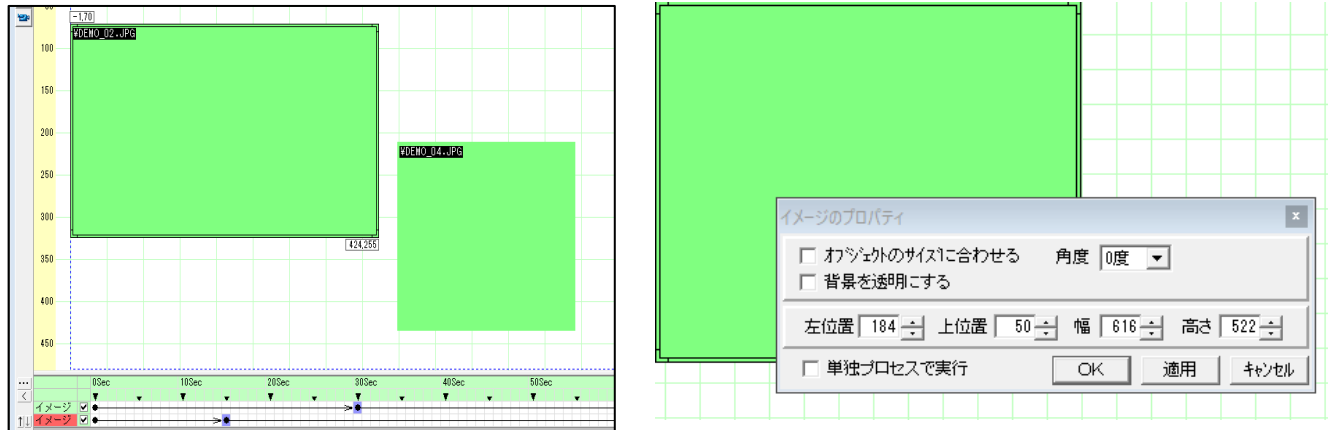 50
-1,70
¥DEMO_02.JPG
100
150
200
¥DEMO_04.JPG
250
300
424,255
350
400
450
...
0Sec 10Sec 20Sec 30Sec 40Sec 50Sec
<
イメージ
↑↓ イメージ
イメージのプロパティ x
オブジェクトのサイズに合わせる 角度 0度
背景を透明にする
左位置 184 上位置 50 幅 616 高さ 522
単独プロセスで実行 OK 適用 キャンセル